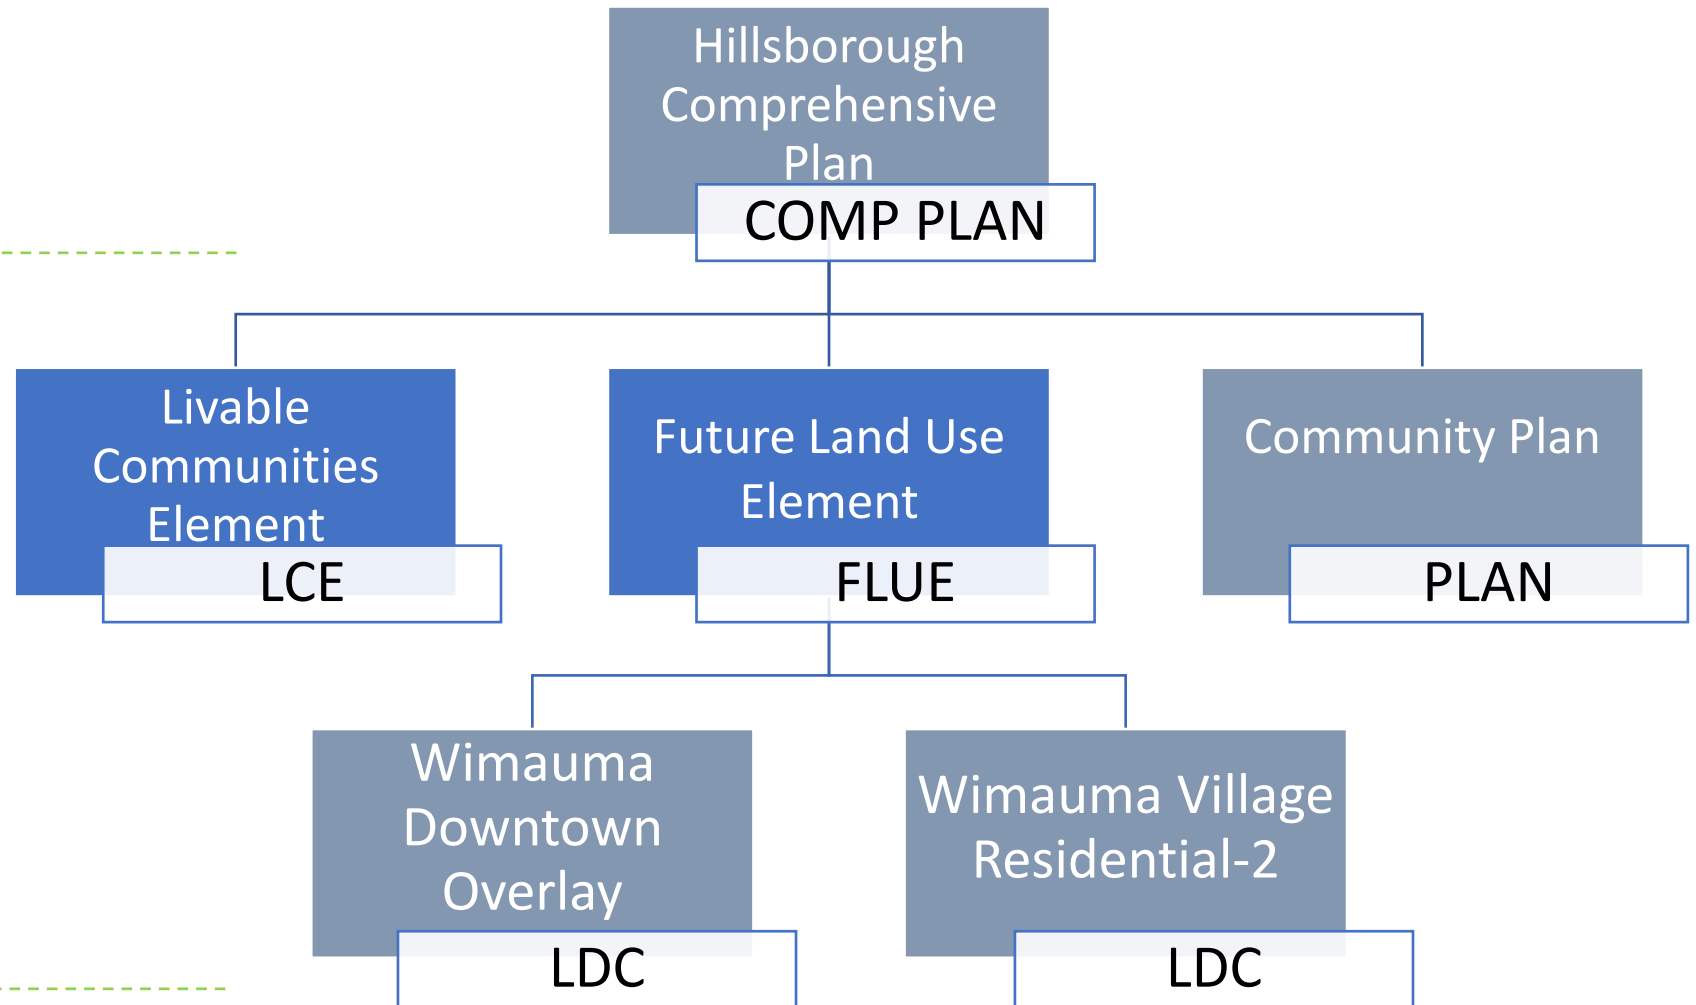 Hillsborough
Comprehensive
Plan
COMP PLAN
Livable
Communities
Element
LCE
Future Land Use
Element
FLUE
Community Plan
PLAN
Wimauma
Downtown
Overlay
LDC
Wimauma Village
Residential-2
LDC